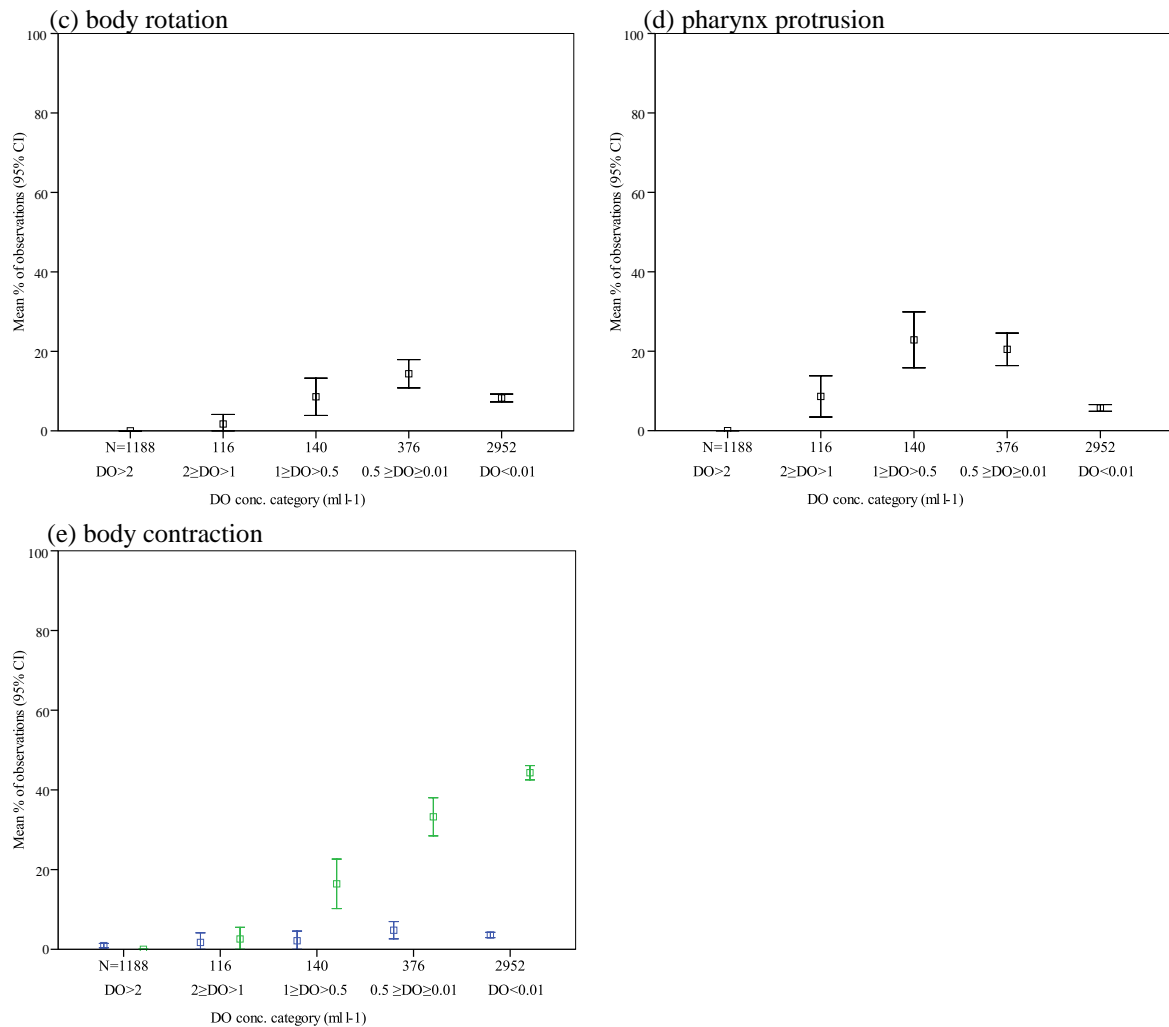 (c) body rotation
100
80
60
40
20
0
Mean % of observations (95% CI)
N=1188 116 140 376 2952
DO>2 2≥DO>1 1≥DO>0.5 0.5 ≥DO≥0.01 DO<0.01
DO conc. category (ml l-1)
(d) pharynx protrusion
100
80
60
40
20
0
Mean % of observations (95% CI)
N=1188 116 140 376 2952
DO>2 2≥DO>1 1≥DO>0.5 0.5 ≥DO≥0.01 DO<0.01
DO conc. category (ml l-1)
(e) body contraction
100
80
60
40
20
0
Mean % of observations (95% CI)
N=1188 116 140 376 2952
DO>2 2≥DO>1 1≥DO>0.5 0.5 ≥DO≥0.01 DO<0.01
DO conc. category (ml l-1)